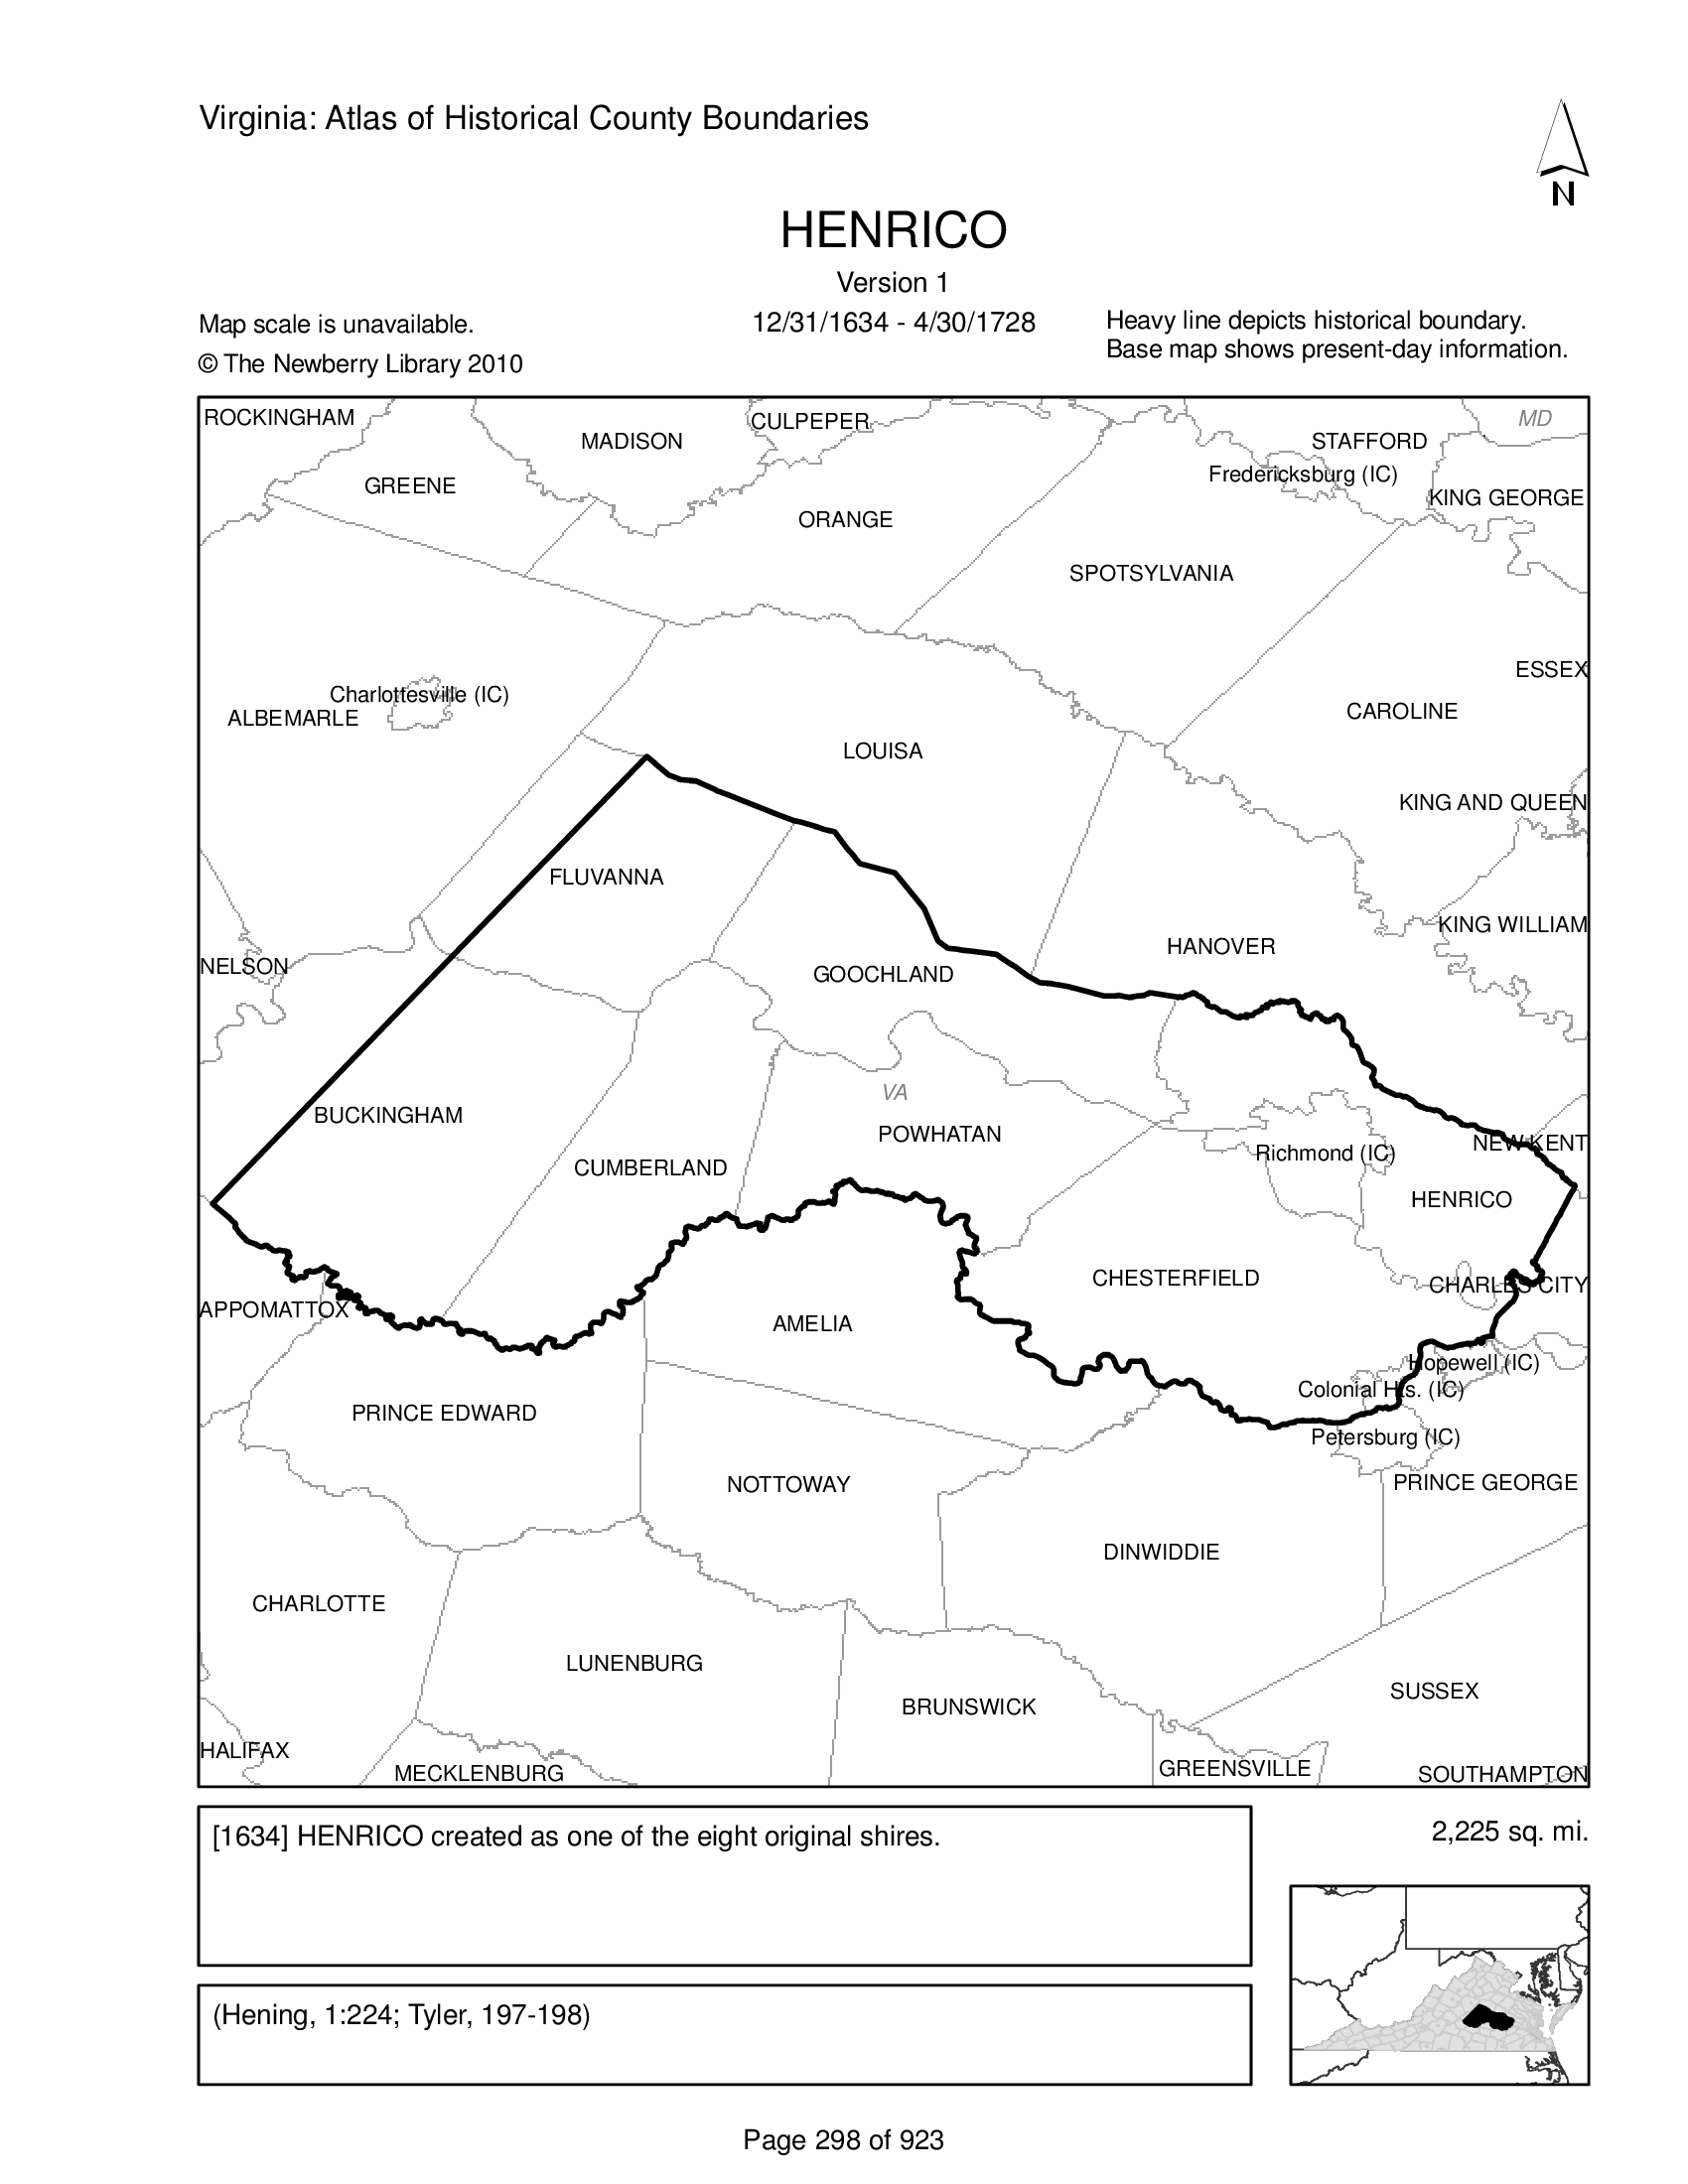 Virginia: Atlas of Historical County Boundaries
N
HENRICO
Version 1
12/31/1634 - 4/30/1728
Map scale is unavailable.
© The Newberry Library 2010
Heavy line depicts historical boundary.
Base map shows present-day information.
ROCKINGHAM
MADISON
CULPEPER
STAFFORD
MD
GREENE
Fredericksburg (IC)
KING GEORGE
ORANGE
SPOTSYLVANIA
ESSEX
Charlottesville (IC)
ALBEMARLE
CAROLINE
LOUISA
KING AND QUEEN
FLUVANNA
KING WILLIAM
HANOVER
NELSON
GOOCHLAND
VA
BUCKINGHAM
POWHATAN
NEW KENT
Richmond (IC)
CUMBERLAND
HENRICO
CHESTERFIELD
CHARLES CITY
APPOMATTOX
AMELIA
Hopewell (IC)
Colonial Hts. (IC)
PRINCE EDWARD
Petersburg (IC)
NOTTOWAY
PRINCE GEORGE
DINWIDDIE
CHARLOTTE
LUNENBURG
SUSSEX
BRUNSWICK
HALIFAX
MECKLENBURG
GREENSVILLE
SOUTHAMPTON
[1634] HENRICO created as one of the eight original shires.
2,225 sq. mi.
(Hening, 1:224; Tyler, 197-198)
Page 298 of 923